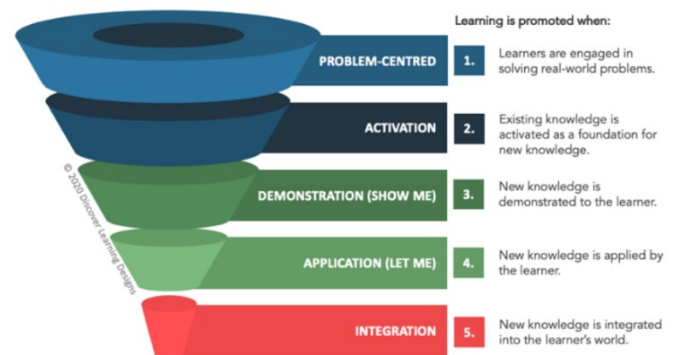 Learning is promoted when:
PROBLEM-CENTRED
1.
Learners are engaged in
solving real-world problems.
ACTIVATION
2.
Existing knowledge is
activated as a foundation for
new knowledge.
DEMONSTRATION (SHOW ME)
3.
New knowledge is
demonstrated to the learner.
APPLICATION (LET ME)
4.
New knowledge is applied by
the learner.
INTEGRATION
5.
New knowledge is integrated
into the learner's world.
© 2020 Discover Learning Designs